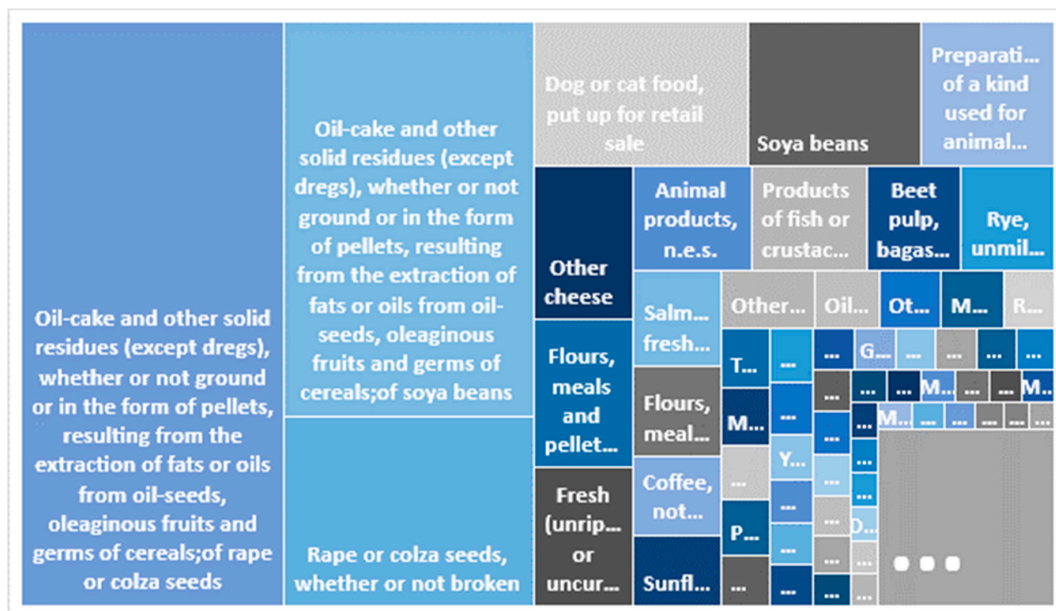 Oil-cake and other solid
residues (except dregs),
whether or not ground
or in the form of pellets,
resulting from the
extraction of fats or oils
from oil-seeds,
oleaginous fruits and
germs of cereals;of rape
or colza seeds
Oil-cake and other
solid residues (except
dregs), whether or not
ground or in the form
of pellets, resulting
from the extraction of
fats or oils from oil-
seeds, oleaginous
fruits and germs of
cereals;of soya beans
Rape or colza seeds,
whether or not broken
Dog or cat food,
put up for retail
sale
Soya beans
Preparati...
of a kind
used for
animal...
Other
cheese
Animal
products,
n.e.s.
Products
of fish or
crustac...
Beet
pulp,
bagas...
Rye,
unmil...
Flours,
meals
and
pellet...
Fresh
(unrip...
or
uncur...
Salm...
fresh...
Flours,
meal...
Coffee,
not...
Sunfl...
Other...
Oil...
Ot...
M...
R...
T...
M...
...
P...
...
...
...
Y...
...
...
...
...
G...
...
...
...
...
...
...
...
M...
...
...
M...
...
...
M...
...
...
...
...
...
...
...
...
...
...
...
D...
...
...
...